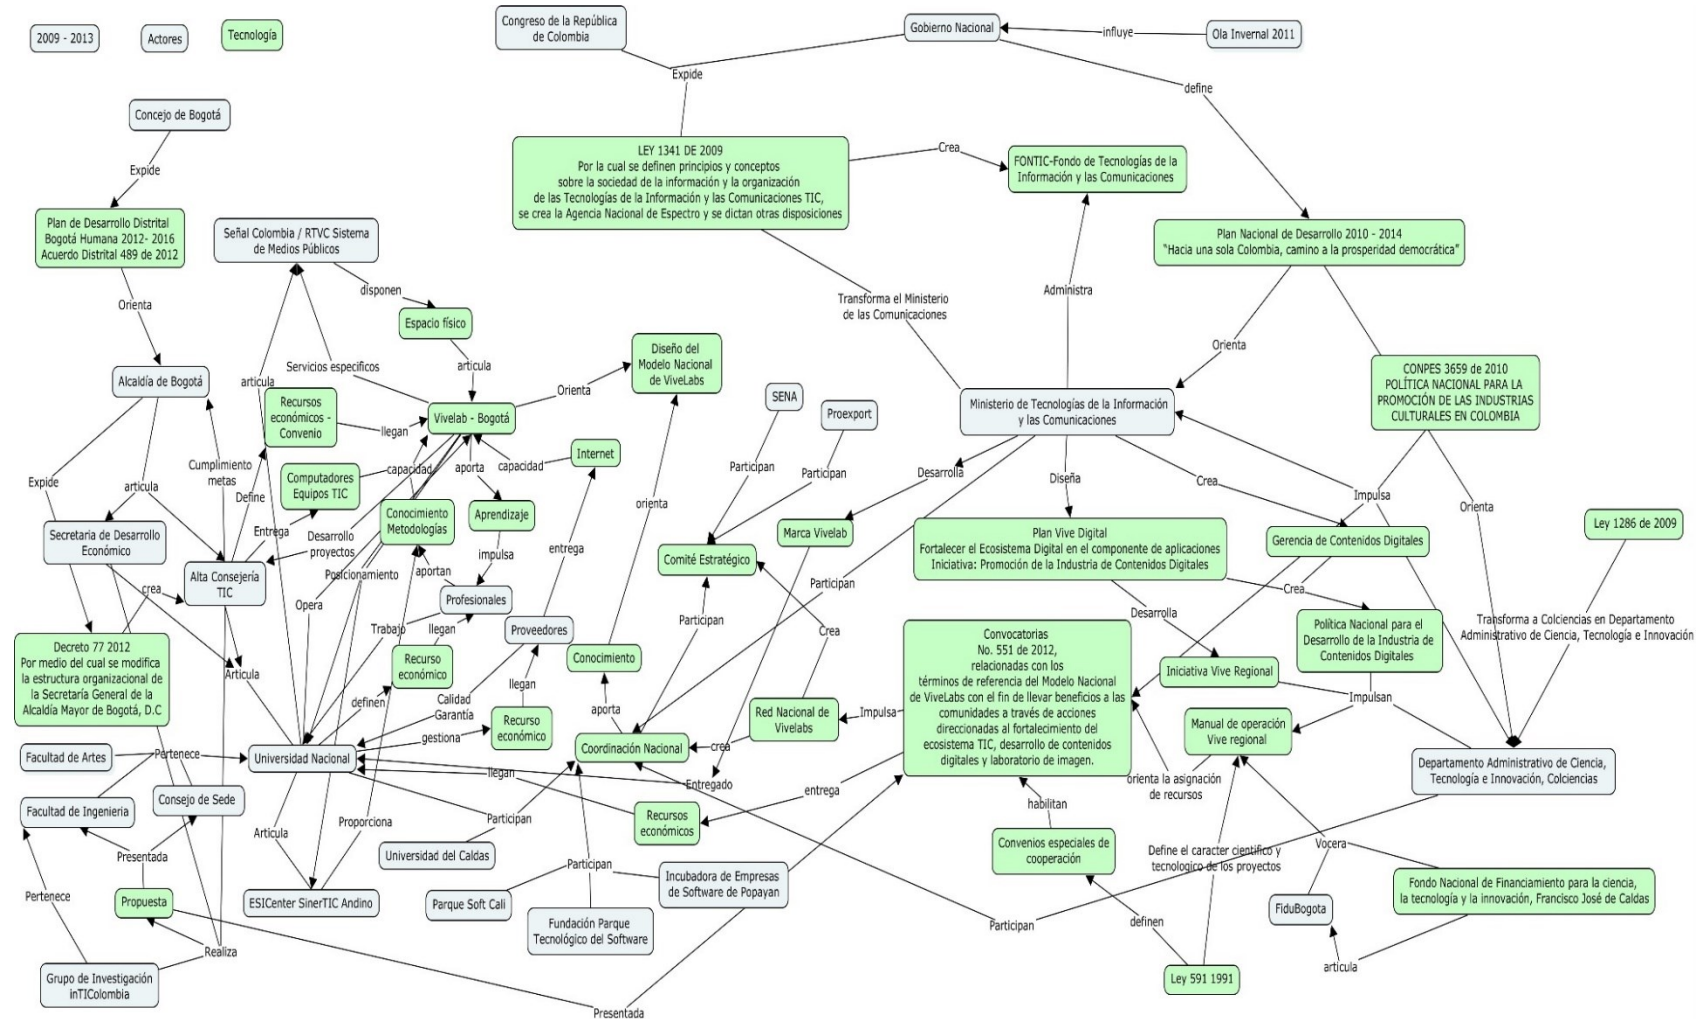 2009 - 2013
Actores
Tecnología
Congreso de la República
de Colombia
Gobierno Nacional
influye
Ola Invernal 2011
Expide
define
Concejo de Bogotá
Expide
LEY 1341 DE 2009
Por la cual se definen principios y conceptos
sobre la sociedad de la información y la organización
de las Tecnologías de la Información y las Comunicaciones TIC,
se crea la Agencia Nacional de Espectro y se dictan otras disposiciones
Crea
FONTIC-Fondo de Tecnologías de la
Información y las Comunicaciones
Plan de Desarrollo Distrital
Bogotá Humana 2012- 2016
Acuerdo Distrital 489 de 2012
Señal Colombia / RTVC Sistema
de Medios Públicos
Plan Nacional de Desarrollo 2010 - 2014
"Hacia una sola Colombia, camino a la prosperidad democrática"
disponen
Administra
Orienta
Transforma el Ministerio
de las Comunicaciones
Espacio físico
Orienta
Servicios especificos
articula
Diseño del
Modelo Nacional
de ViveLabs
CONPES 3659 de 2010
POLÍTICA NACIONAL PARA LA
PROMOCIÓN DE LAS INDUSTRIAS
CULTURALES EN COLOMBIA
Alcaldía de Bogotá
articula
Recursos
económicos -
Convenio
llegan
Vivelab - Bogotá
Orienta
SENA
Proexport
Ministerio de Tecnologías de la Información
y las Comunicaciones
Cumplimiento
metas
Computadores
Equipos TIC
capacidad
aporta
capacidad
Internet
Participan
Participan
Desarrolla
Diseña
Crea
Impulsa
Orienta
Expide
articula
Define
Entrega
Conocimiento
Metodologías
Aprendizaje
orienta
Marca Vivelab
Plan Vive Digital
Fortalecer el Ecosistema Digital en el componente de aplicaciones
Iniciativa: Promoción de la Industria de Contenidos Digitales
Gerencia de Contenidos Digitales
Ley 1286 de 2009
Secretaria de Desarrollo
Económico
Desarrollo
proyectos
impulsa
entrega
Comité Estratégico
crea
Alta Consejería
TIC
Posicionamiento
aportan
Profesionales
Participan
Crea
Opera
Trabajo
llegan
Proveedores
Participan
Crea
Desarrolla
Política Nacional para el
Desarrollo de la Industria de
Contenidos Digitales
Transforma a Colciencias en Departamento
Administrativo de Ciencia, Tecnología e Innovación
Decreto 77 2012
Por medio del cual se modifica
la estructura organizacional de
la Secretaría General de la
Alcaldía Mayor de Bogotá, D.C
Articula
Recurso
económico
Conocimiento
Convocatorias
No. 551 de 2012,
relacionadas con los
términos de referencia del Modelo Nacional
de ViveLabs con el fin de llevar beneficios a las
comunidades a través de acciones
direccionadas al fortalecimiento del
ecosistema TIC, desarrollo de contenidos
digitales y laboratorio de imagen.
Iniciativa Vive Regional
definen
Calidad
Garantía
llegan
aporta
Red Nacional de
Vivelabs
Impulsa
Impulsan
gestiona
Recurso
económico
Manual de operación
Vive regional
Facultad de Artes
Pertenece
Universidad Nacional
Coordinación Nacional
crea
Departamento Administrativo de Ciencia,
Tecnología e Innovación, Colciencias
llegan
Entregado
entrega
orienta la asignación
de recursos
Facultad de Ingenieria
Consejo de Sede
Articula
Proporciona
Participan
Recursos
económicos
habilitan
Presentada
Universidad del Caldas
Convenios especiales de
cooperación
Define el caracter cientifico y
tecnologico de los proyectos
Vocera
Participan
Pertenece
Propuesta
ESICenter SinerTIC Andino
Parque Soft Cali
Incubadora de Empresas
de Software de Popayan
Fondo Nacional de Financiamiento para la ciencia,
la tecnología y la innovación, Francisco José de Caldas
FiduBogota
Fundación Parque
Tecnológico del Software
Participan
definen
Realiza
articula
Grupo de Investigación
inTIColombia
Ley 591 1991
Presentada